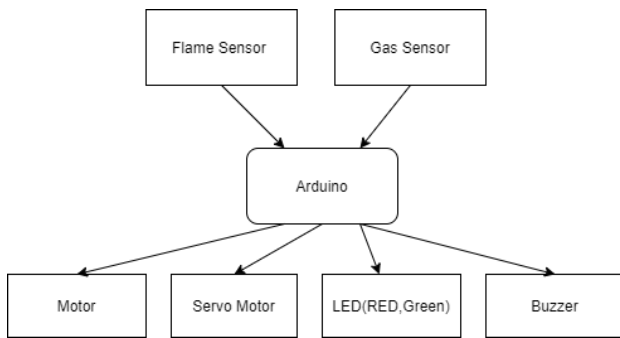 Flame Sensor
Gas Sensor
Arduino
Motor
Servo Motor
LED(RED,Green)
Buzzer